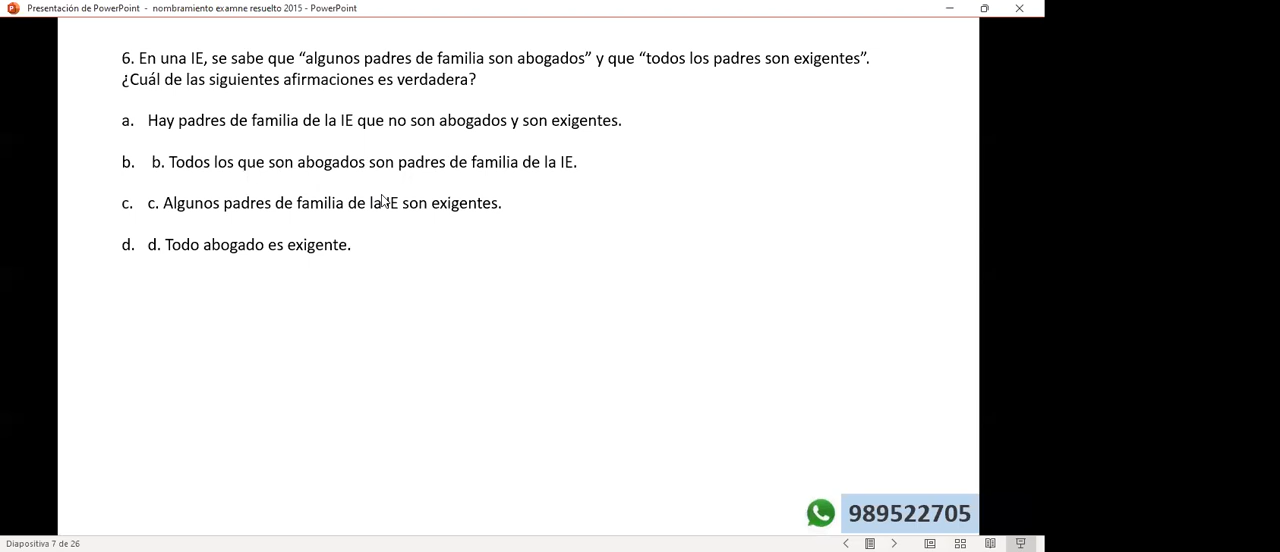 Presentación de PowerPoint - nombramiento examne resuelto 2015 - PowerPoint
6. En una IE, se sabe que “algunos padres de familia son abogados” y que “todos los padres son exigentes”.
¿Cuál de las siguientes afirmaciones es verdadera?
a. Hay padres de familia de la IE que no son abogados y son exigentes.
b. b. Todos los que son abogados son padres de familia de la IE.
c. c. Algunos padres de familia de la IE son exigentes.
d. d. Todo abogado es exigente.
989522705
Diapositiva 7 de 26